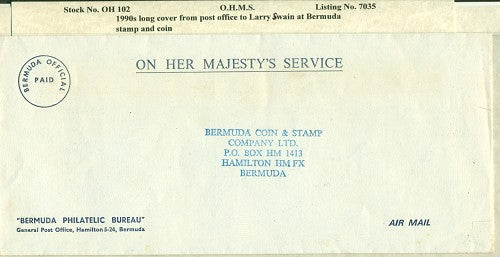 Stock No. OH 102 O.H.M.S. Listing No. 7035
1990s long cover from post office to Larry Swain at Bermuda
stamp and coin
BERMUDA OFFICIAL
PAID
ON HER MAJESTY'S SERVICE
BERMUDA COIN & STAMP
COMPANY LTD.
P.O. BOX HM 1413
HAMILTON HM FX
BERMUDA
"BERMUDA PHILATELIC BUREAU"
General Post Office, Hamilton 5-24, Bermuda
AIR MAIL